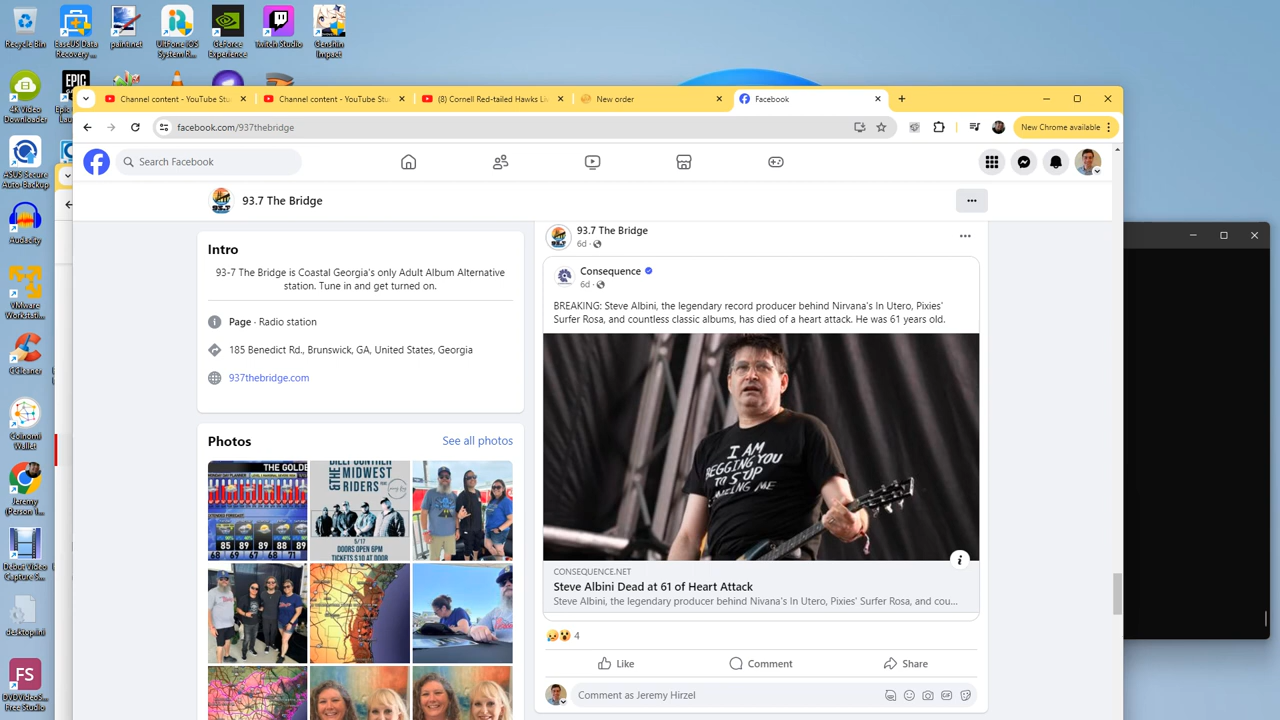 Recycle Bin
EaseUS Data Recovery ...
paint.net
UltFone iOS System R...
GeForce Experience
Twitch Studio
Genshin Impact
4K Video Downloader
EPIC
ASUS Secure Auto-Backup
Audacity
VMware Workstati...
CCleaner
Coinomi Wallet
Jeremy (Person 1...
Debut Video Capture S...
desktop.ini
FS
DVDVideoS... Free Studio
Channel content - YouTube Stu
Channel content - YouTube Stu
(8) Cornell Red-tailed Hawks Li
New order
Facebook
facebook.com/937thebridge
New Chrome available
Search Facebook
93.7 The Bridge
Intro
93-7 The Bridge is Coastal Georgia's only Adult Album Alternative
station. Tune in and get turned on.
Page · Radio station
185 Benedict Rd., Brunswick, GA, United States, Georgia
937thebridge.com
Photos
See all photos
THE GOLDE
85 89 89 88 89
& THE MIDWEST
RIDERS
5/17
DOORS OPEN 6PM
TICKETS $10 AT DOOR
93.7 The Bridge
6d ·
Consequence
6d ·
BREAKING: Steve Albini, the legendary record producer behind Nirvana's In Utero, Pixies'
Surfer Rosa, and countless classic albums, has died of a heart attack. He was 61 years old.
I AM
BEGGING YOU
CONSEQUENCE.NET
Steve Albini Dead at 61 of Heart Attack
Steve Albini, the legendary producer behind Nivana's In Utero, Pixies' Surfer Rosa, and cou...
4
Like
Comment
Share
Comment as Jeremy Hirzel